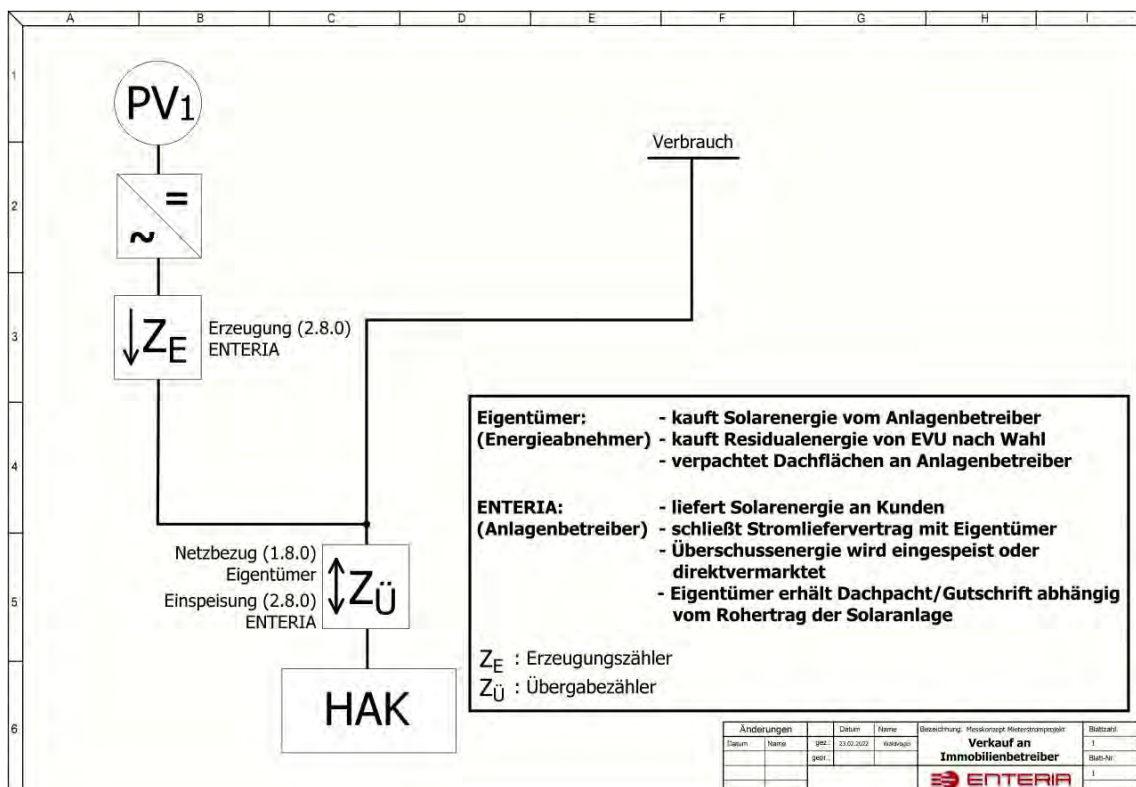 A B C D E F G H I
1
PV1
Verbrauch
2
=
~
3
ZE
Erzeugung (2.8.0)
ENTERIA
4
Eigentümer: - kauft Solarenergie vom Anlagenbetreiber
(Energieabnehmer) - kauft Residualenergie von EVU nach Wahl
- verpachtet Dachflächen an Anlagenbetreiber
ENTERIA: - liefert Solarenergie an Kunden
(Anlagenbetreiber) - schließt Stromliefervertrag mit Eigentümer
- Überschussenergie wird eingespeist oder
direktvermarktet
- Eigentümer erhält Dachpacht/Gutschrift abhängig
vom Rohertrag der Solaranlage
ZE : Erzeugungszähler
ZÜ : Übergabezähler
5
Netzbezug (1.8.0)
Eigentümer
Einspeisung (2.8.0)
ENTERIA
ZÜ
HAK
6
Änderungen Datum Name Bezeichnung: Messkonzept Mieterstromprojekt Blattzahl:
Datum Name gez.: 23.02.2022 Verkauf an 1
gepr.: Immobilienbetreiber Blatt-Nr.
ENTERIA 1